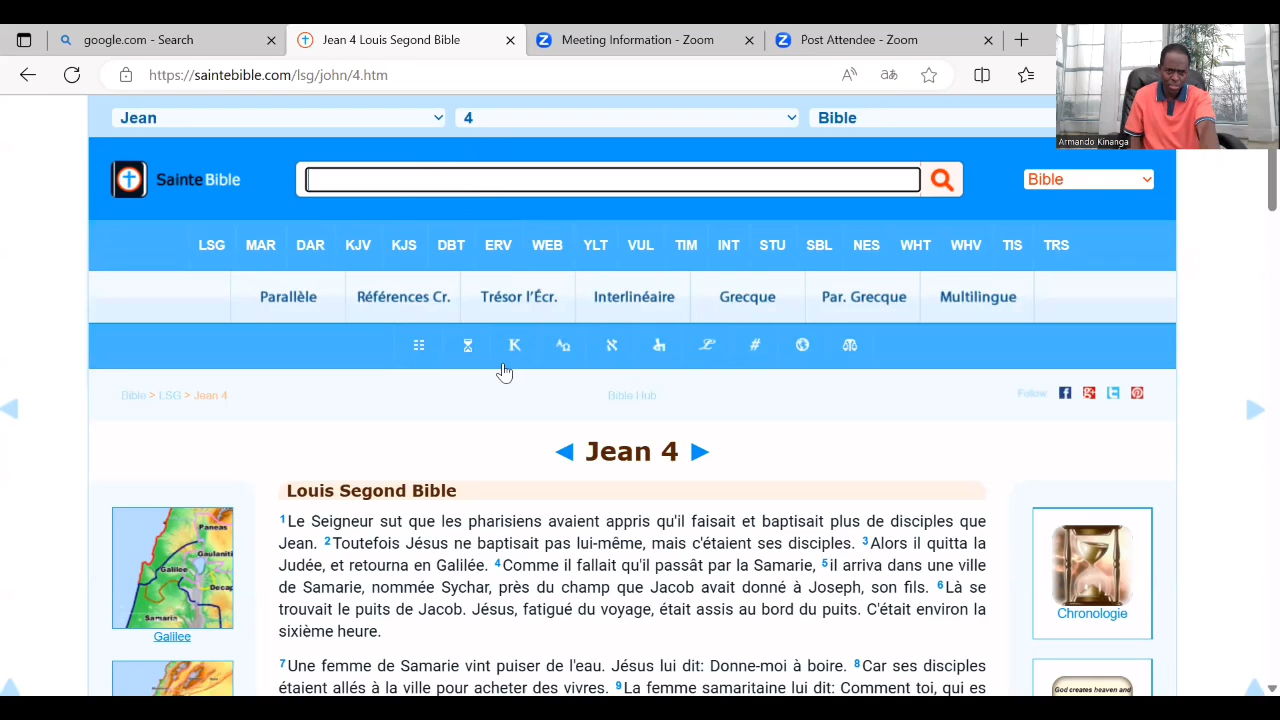 google.com - Search
Jean 4 Louis Segond Bible
Meeting Information - Zoom
Post Attendee - Zoom
https://saintebible.com/lsg/john/4.htm
Armando Kinanga
Jean
4
Bible
SainteBible
Bible
LSG MAR DAR KJV KJS DBT ERV WEB YLT VUL TIM INT STU SBL NES WHT WHV TIS TRS
Parallèle Références Cr. Trésor l'Écr. Interlinéaire Grecque Par. Grecque Multilingue
Bible > LSG > Jean 4
Bible Hub
Follow
Jean 4
Louis Segond Bible
1Le Seigneur sut que les pharisiens avaient appris qu'il faisait et baptisait plus de disciples que
Jean. 2Toutefois Jésus ne baptisait pas lui-même, mais c'étaient ses disciples. 3Alors il quitta la
Judée, et retourna en Galilée. 4Comme il fallait qu'il passât par la Samarie, 5il arriva dans une ville
de Samarie, nommée Sychar, près du champ que Jacob avait donné à Joseph, son fils. 6Là se
trouvait le puits de Jacob. Jésus, fatigué du voyage, était assis au bord du puits. C'était environ la
sixième heure.
7Une femme de Samarie vint puiser de l'eau. Jésus lui dit: Donne-moi à boire. 8Car ses disciples
étaient allés à la ville pour acheter des vivres. 9La femme samaritaine lui dit: Comment toi, qui es
Paneas
Gaulaniti
Galilee
Decap
Samaria
Galilee
Chronologie
God creates heaven and